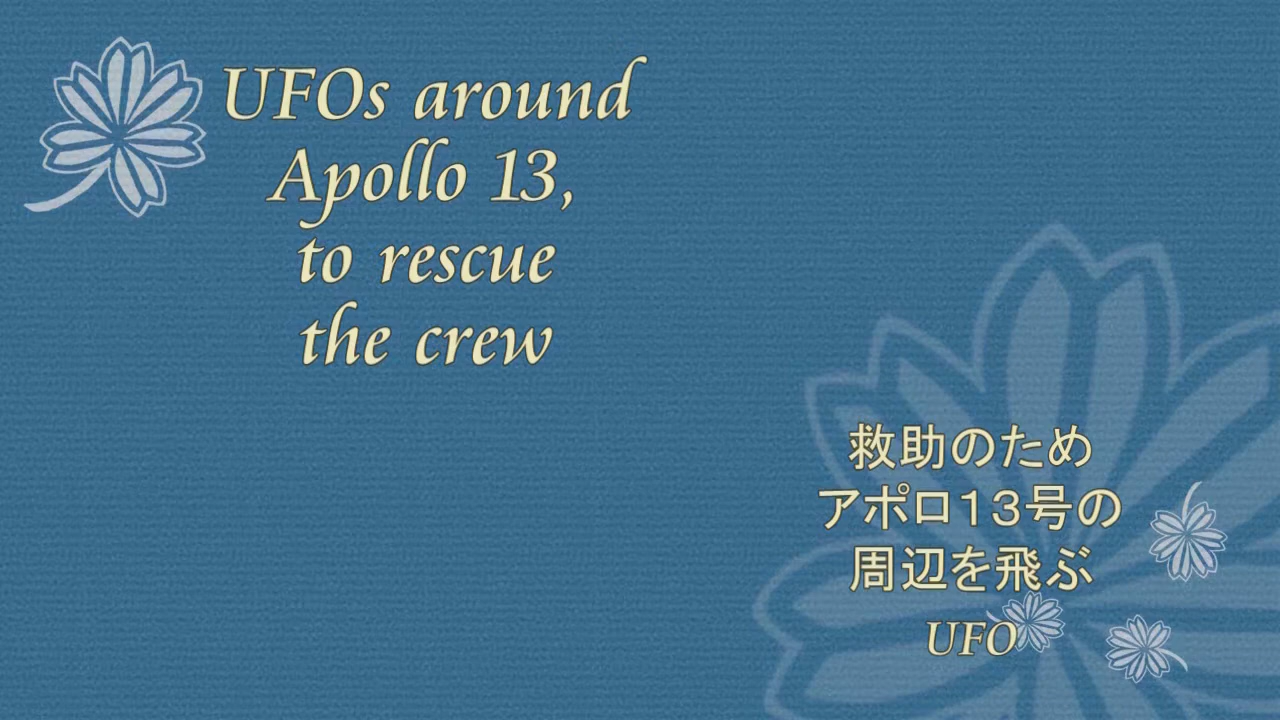 UFOs around
Apollo 13,
to rescue
the crew
救助のため
アポロ１３号の
周辺を飛ぶ
UFO